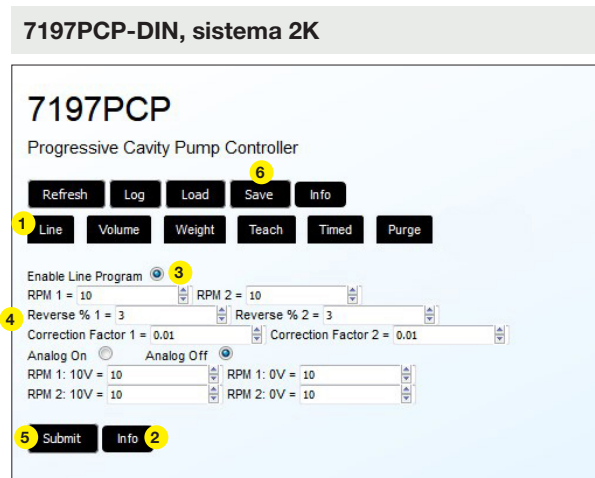 7197PCP-DIN, sistema 2K
7197PCP
Progressive Cavity Pump Controller
6
Refresh Log Load Save Info
1 Line Volume Weight Teach Timed Purge
Enable Line Program 3
RPM 1 = 10 RPM 2 = 10
4 Reverse % 1 = 3 Reverse % 2 = 3
Correction Factor 1 = 0.01 Correction Factor 2 = 0.01
Analog On Analog Off
RPM 1: 10V = 10 RPM 1: 0V = 10
RPM 2: 10V = 10 RPM 2: 0V = 10
5 Submit Info 2